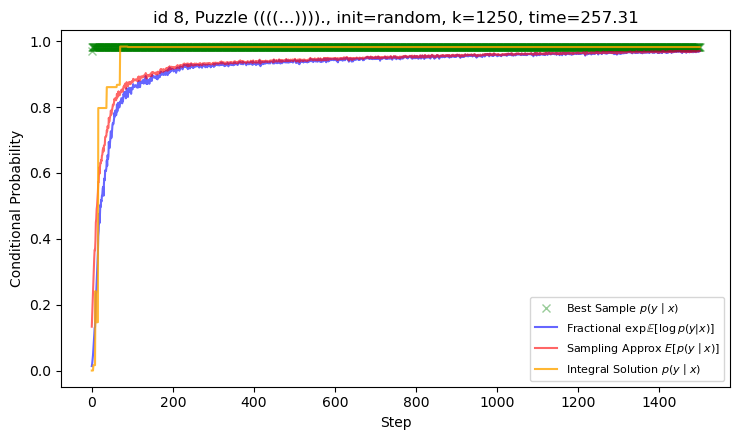 id 8, Puzzle ((((...))))., init=random, k=1250, time=257.31
Conditional Probability
1.0
0.8
0.6
0.4
0.2
0.0
Best Sample p(y | x)
Fractional exp𝔼[log p(y|x)]
Sampling Approx E[p(y | x)]
Integral Solution p(y | x)
0 200 400 600 800 1000 1200 1400
Step